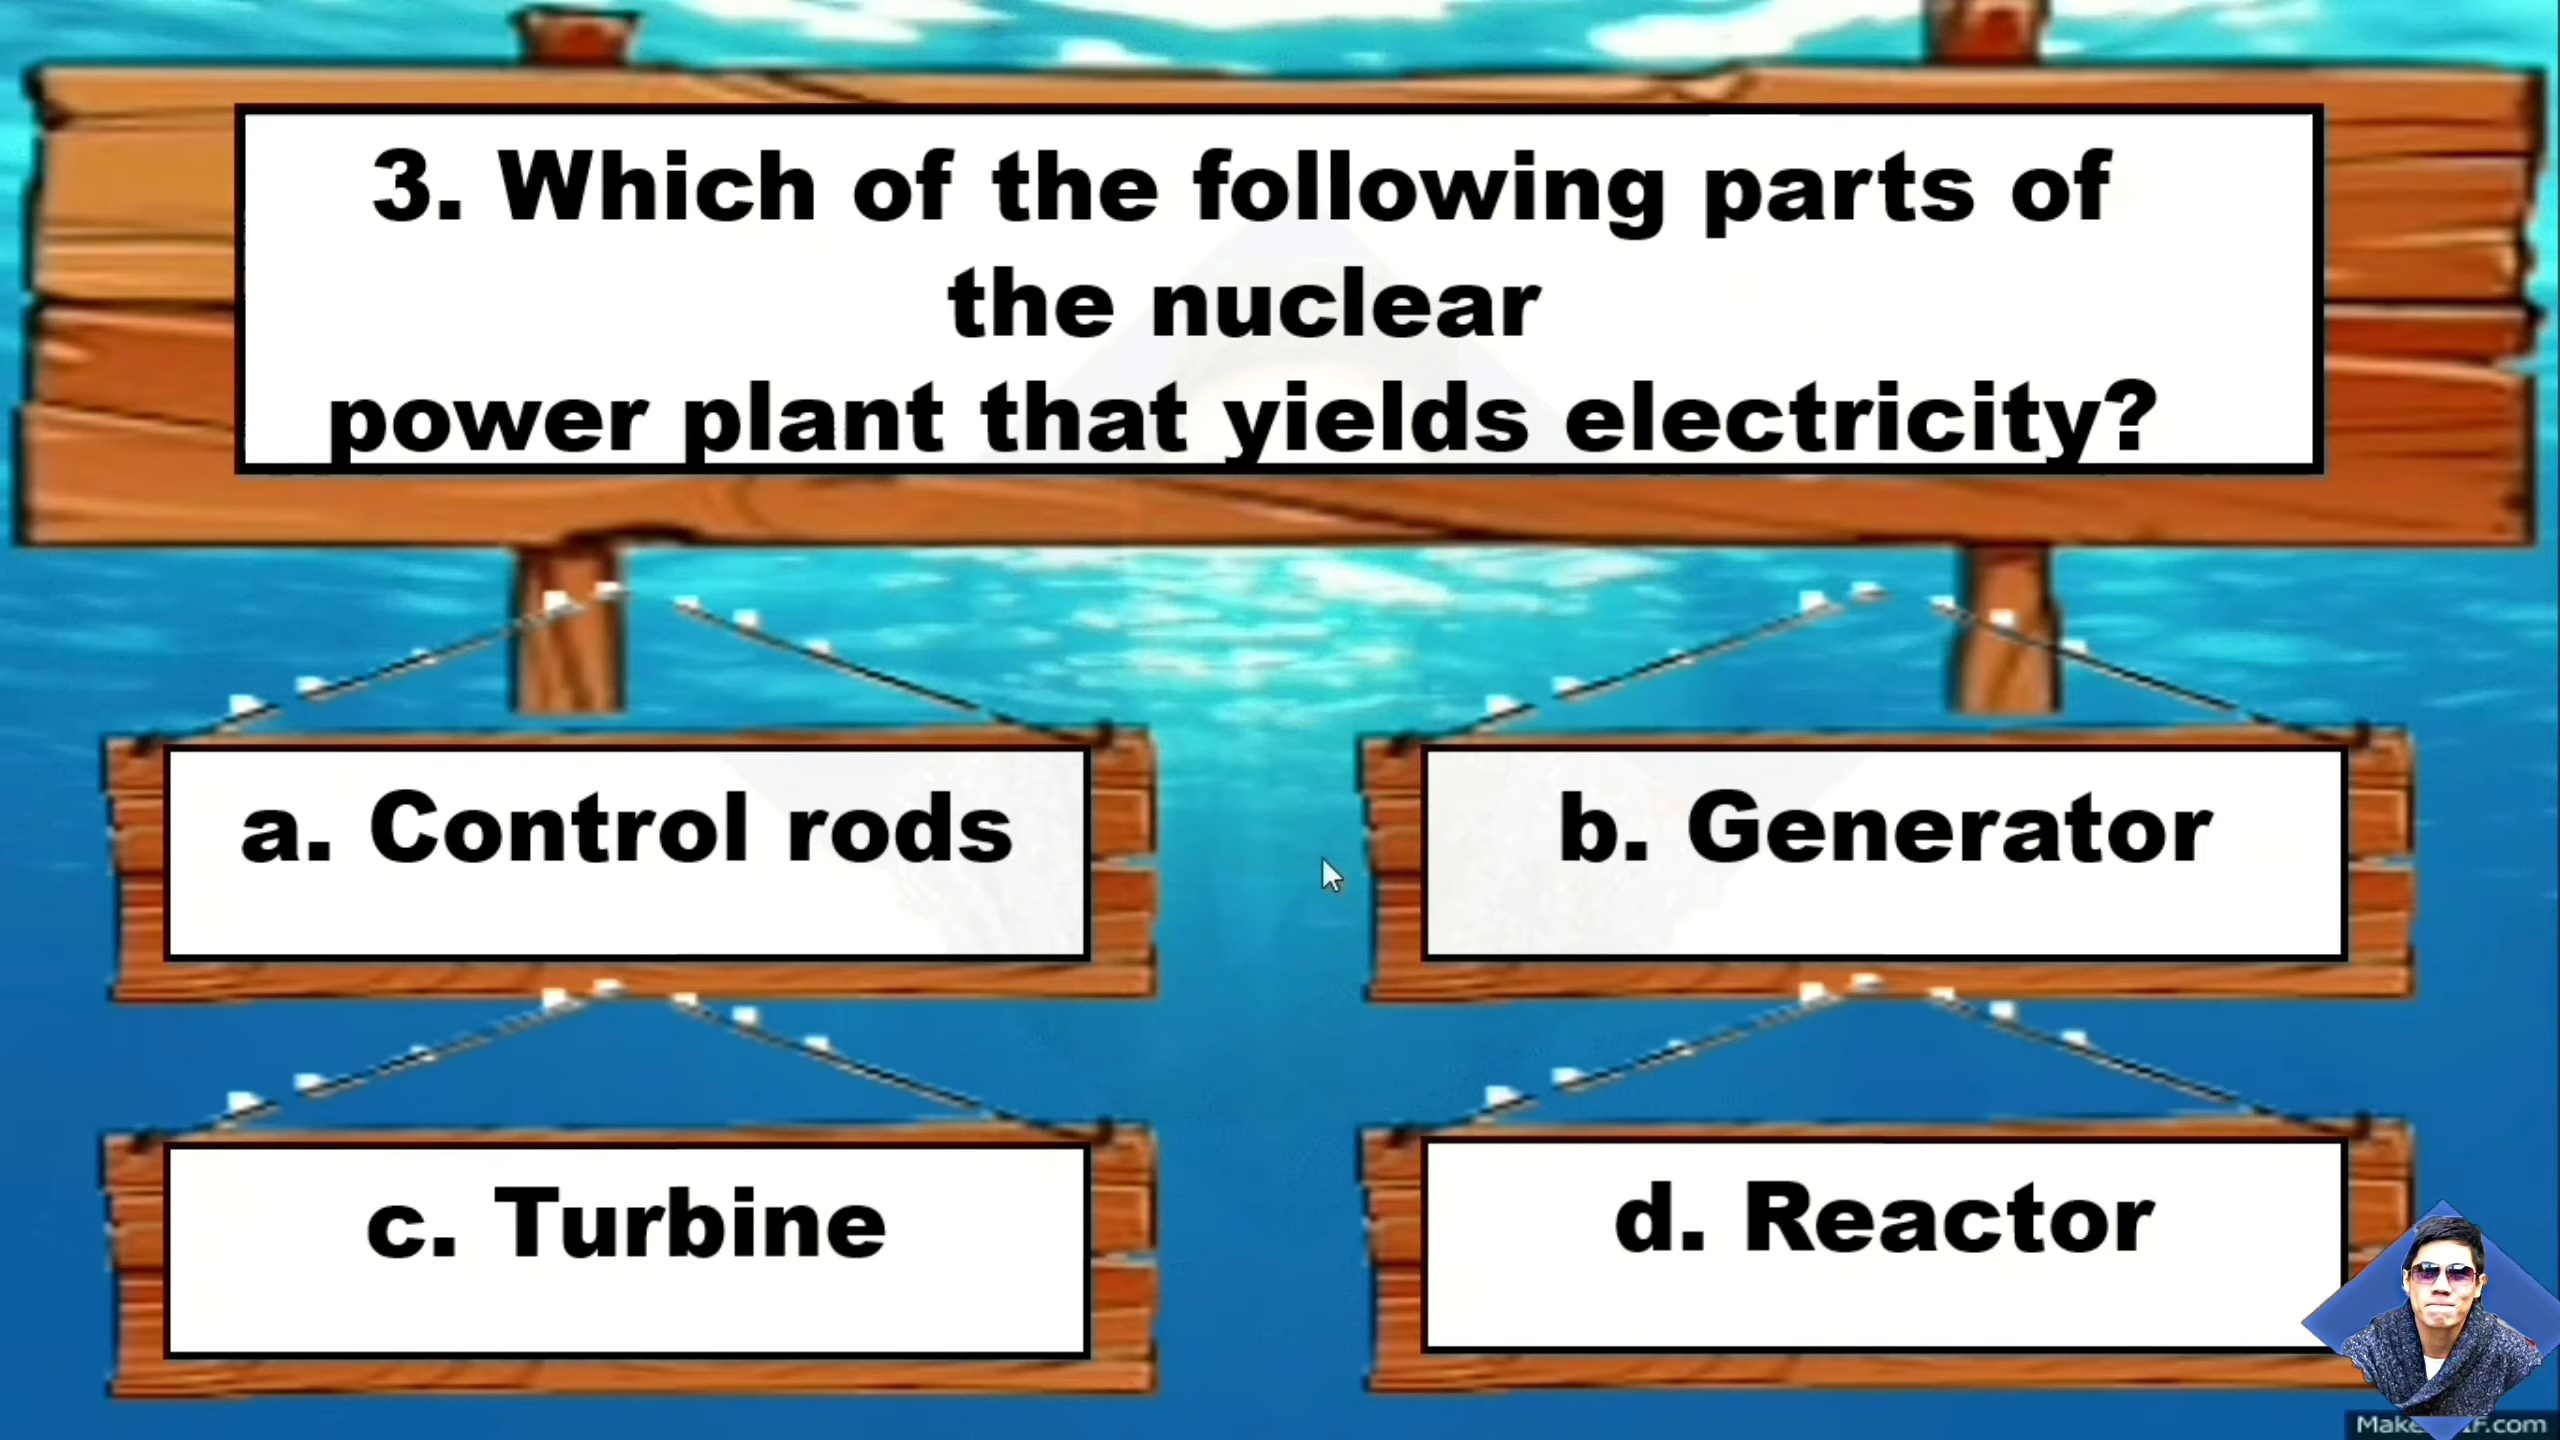 3. Which of the following parts of
the nuclear
power plant that yields electricity?
a. Control rods
b. Generator
c. Turbine
d. Reactor